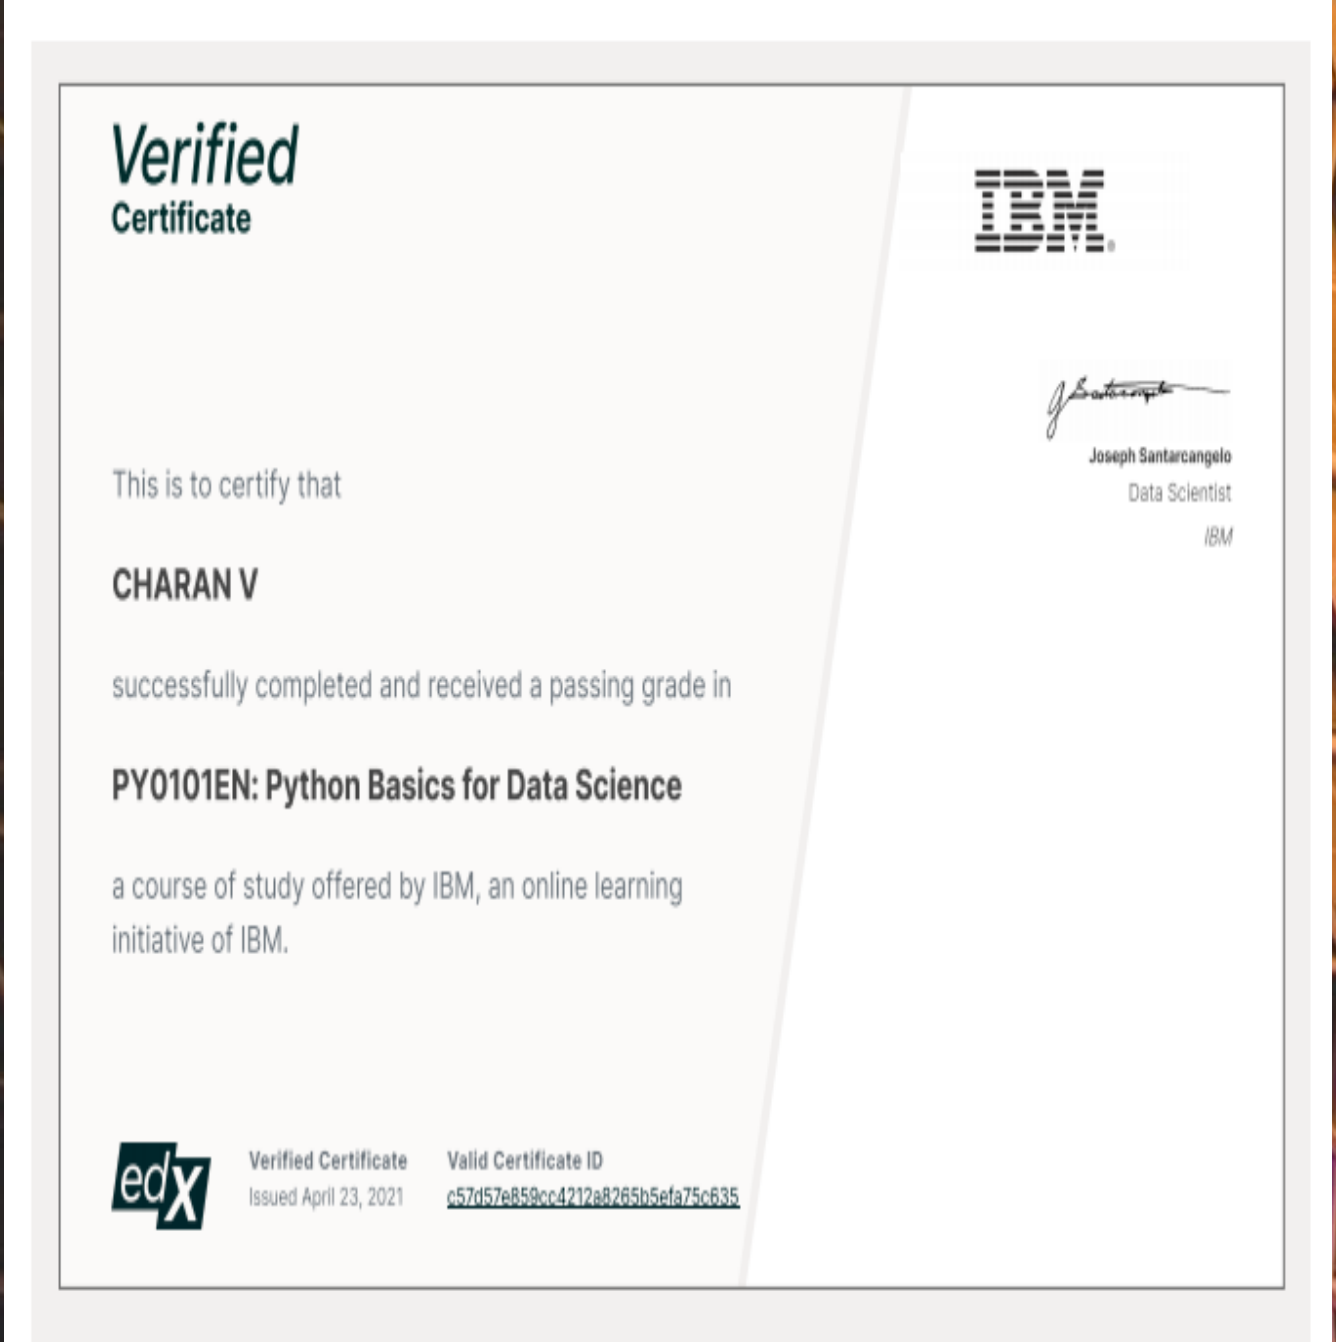 Verified
Certificate
IBM®
Joseph Santarcangelo
Data Scientist
IBM
This is to certify that
CHARAN V
successfully completed and received a passing grade in
PY0101EN: Python Basics for Data Science
a course of study offered by IBM, an online learning
initiative of IBM.
edX
Verified Certificate
Issued April 23, 2021
Valid Certificate ID
c57d57e859cc4212a8265b5efa75c635